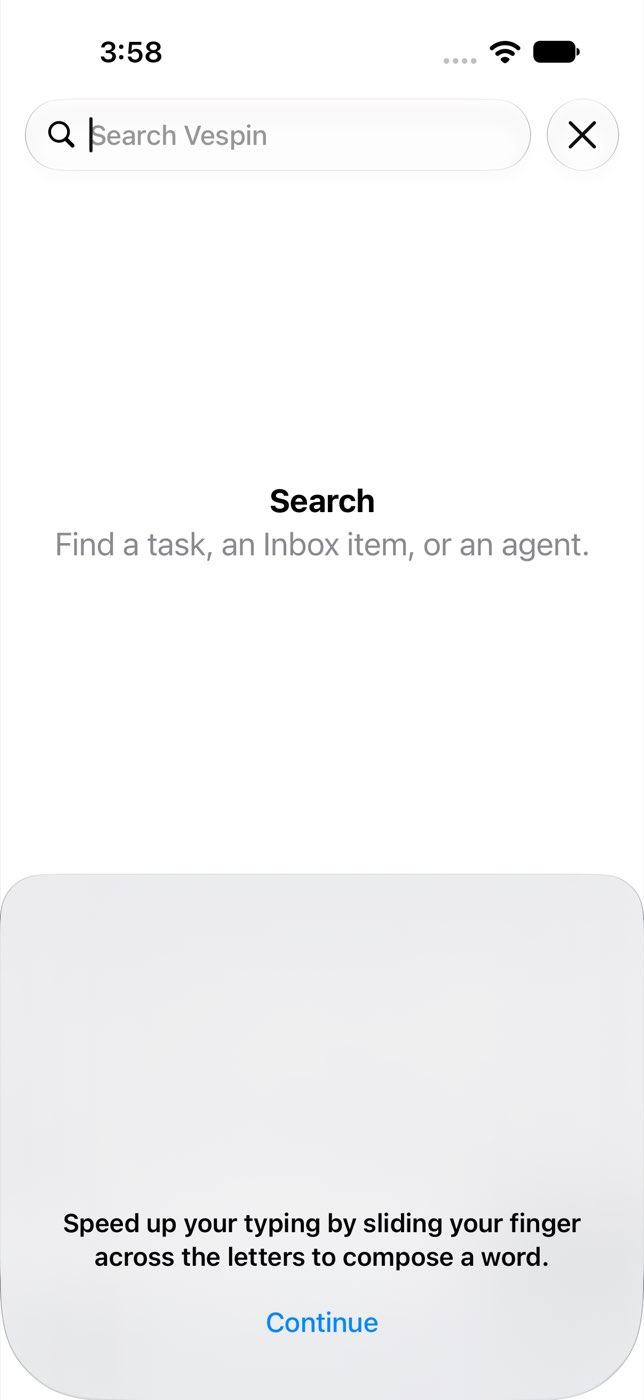 3:58
Search Vespin
Search
Find a task, an Inbox item, or an agent.
Speed up your typing by sliding your finger
across the letters to compose a word.
Continue